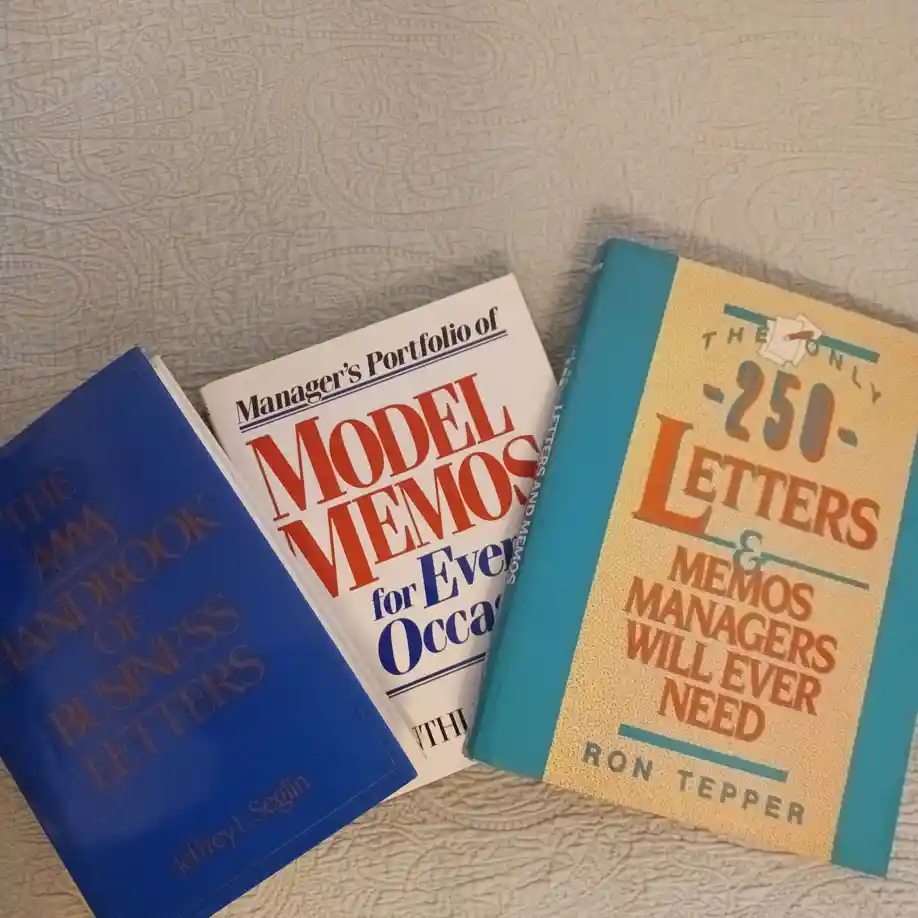 THE
AMA
HANDBOOK
OF
BUSINESS
LETTERS
Jeffrey L. Seglin
Manager's Portfolio of
MODEL
MEMOS
for Ever
Occas
LETTERS AND MEMOS
THE ONLY
-250-
LETTERS
&
MEMOS
MANAGERS
WILL EVER
NEED
RON TEPPER